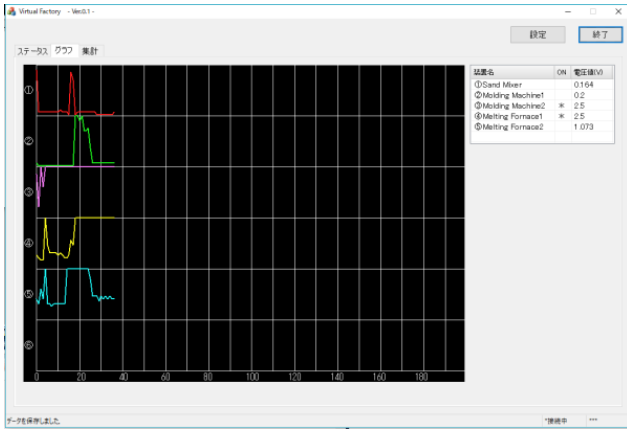 Virtual Factory - Ver.0.1 -
設定
終了
ステータス グラフ 集計
装置名 ON 電圧値(V)
①Sand Mixer 0.164
②Molding Machine1 0.2
③Molding Machine2 * 2.5
④Melting Fornace1 * 2.5
⑤Melting Fornace2 1.073
①
②
③
④
⑤
⑥
0 20 40 60 80 100 120 140 160 180
データを保存しました。 *接続中 ***